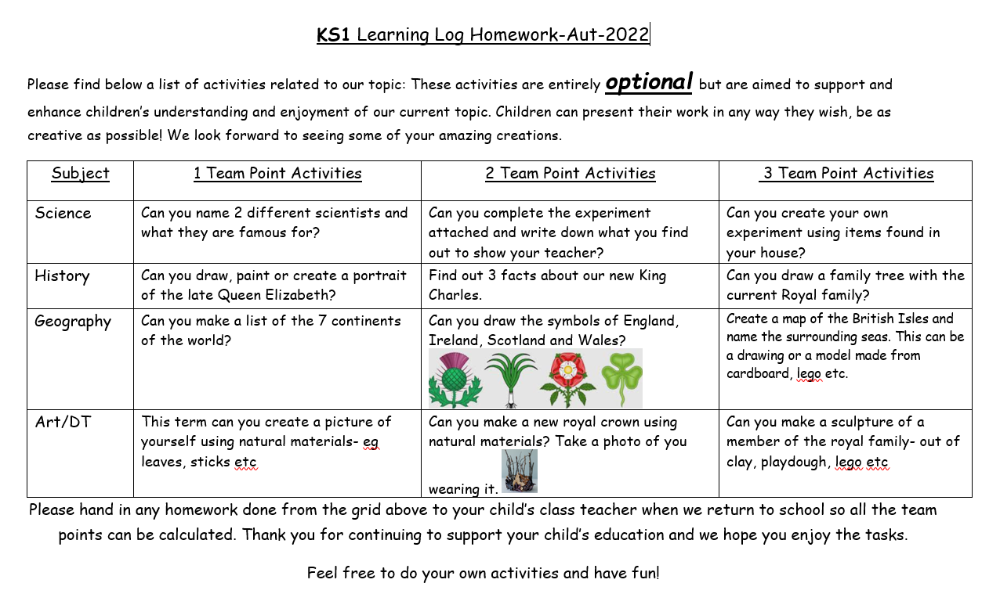 KS1 Learning Log Homework-Aut-2022
Please find below a list of activities related to our topic: These activities are entirely optional but are aimed to support and
enhance children's understanding and enjoyment of our current topic. Children can present their work in any way they wish, be as
creative as possible! We look forward to seeing some of your amazing creations.
Subject
1 Team Point Activities
2 Team Point Activities
3 Team Point Activities
Science
Can you name 2 different scientists and
what they are famous for?
Can you complete the experiment
attached and write down what you find
out to show your teacher?
Can you create your own
experiment using items found in
your house?
History
Can you draw, paint or create a portrait
of the late Queen Elizabeth?
Find out 3 facts about our new King
Charles.
Can you draw a family tree with the
current Royal family?
Geography
Can you make a list of the 7 continents
of the world?
Can you draw the symbols of England,
Ireland, Scotland and Wales?
Create a map of the British Isles and
name the surrounding seas. This can be
a drawing or a model made from
cardboard, lego etc.
Art/DT
This term can you create a picture of
yourself using natural materials- eg
leaves, sticks etc
Can you make a new royal crown using
natural materials? Take a photo of you
wearing it.
Can you make a sculpture of a
member of the royal family- out of
clay, playdough, lego etc
Please hand in any homework done from the grid above to your child's class teacher when we return to school so all the team
points can be calculated. Thank you for continuing to support your child's education and we hope you enjoy the tasks.
Feel free to do your own activities and have fun!